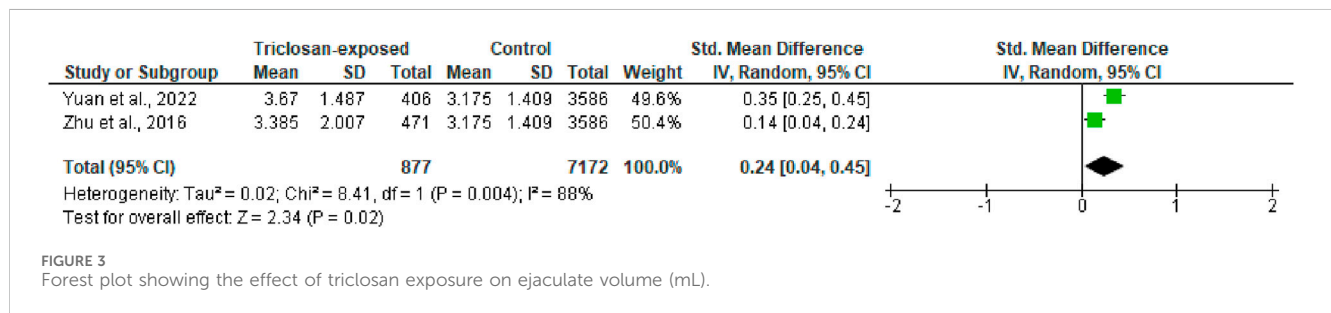 Triclosan-exposed Control Std. Mean Difference Std. Mean Difference
Study or Subgroup Mean SD Total Mean SD Total Weight IV, Random, 95% CI IV, Random, 95% CI
Yuan et al., 2022 3.67 1.487 406 3.175 1.409 3586 49.6% 0.35 [0.25, 0.45]
Zhu et al., 2016 3.385 2.007 471 3.175 1.409 3586 50.4% 0.14 [0.04, 0.24]
Total (95% CI) 877 7172 100.0% 0.24 [0.04, 0.45]
Heterogeneity: Tau² = 0.02; Chi² = 8.41, df = 1 (P = 0.004); I² = 88%
Test for overall effect: Z = 2.34 (P = 0.02)
-2 -1 0 1 2
FIGURE 3
Forest plot showing the effect of triclosan exposure on ejaculate volume (mL).